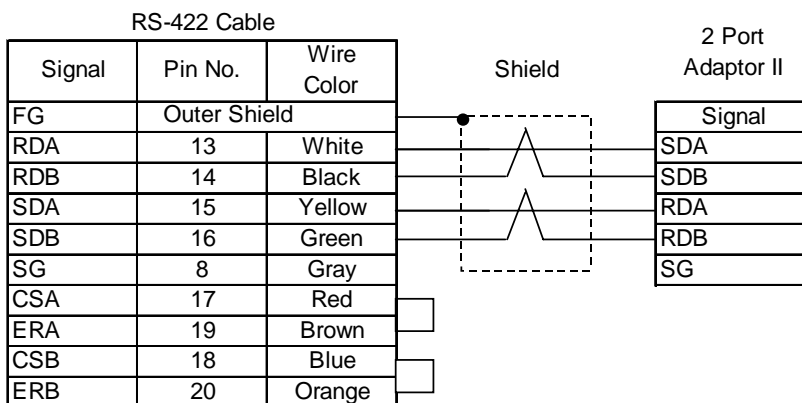 RS-422 Cable
2 Port
Adaptor II
Signal Pin No. Wire Color Shield
FG Outer Shield Signal
RDA 13 White SDA
RDB 14 Black SDB
SDA 15 Yellow RDA
SDB 16 Green RDB
SG 8 Gray SG
CSA 17 Red
ERA 19 Brown
CSB 18 Blue
ERB 20 Orange